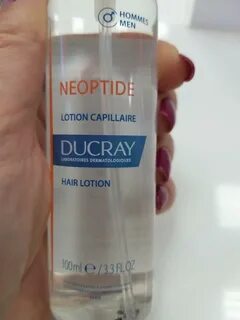 HOMMES
MEN
NEOPTIDE
LOTION CAPILLAIRE
DUCRAY
LABORATOIRES DERMATOLOGIQUES
HAIR LOTION
100ml e / 3.3 FL.OZ